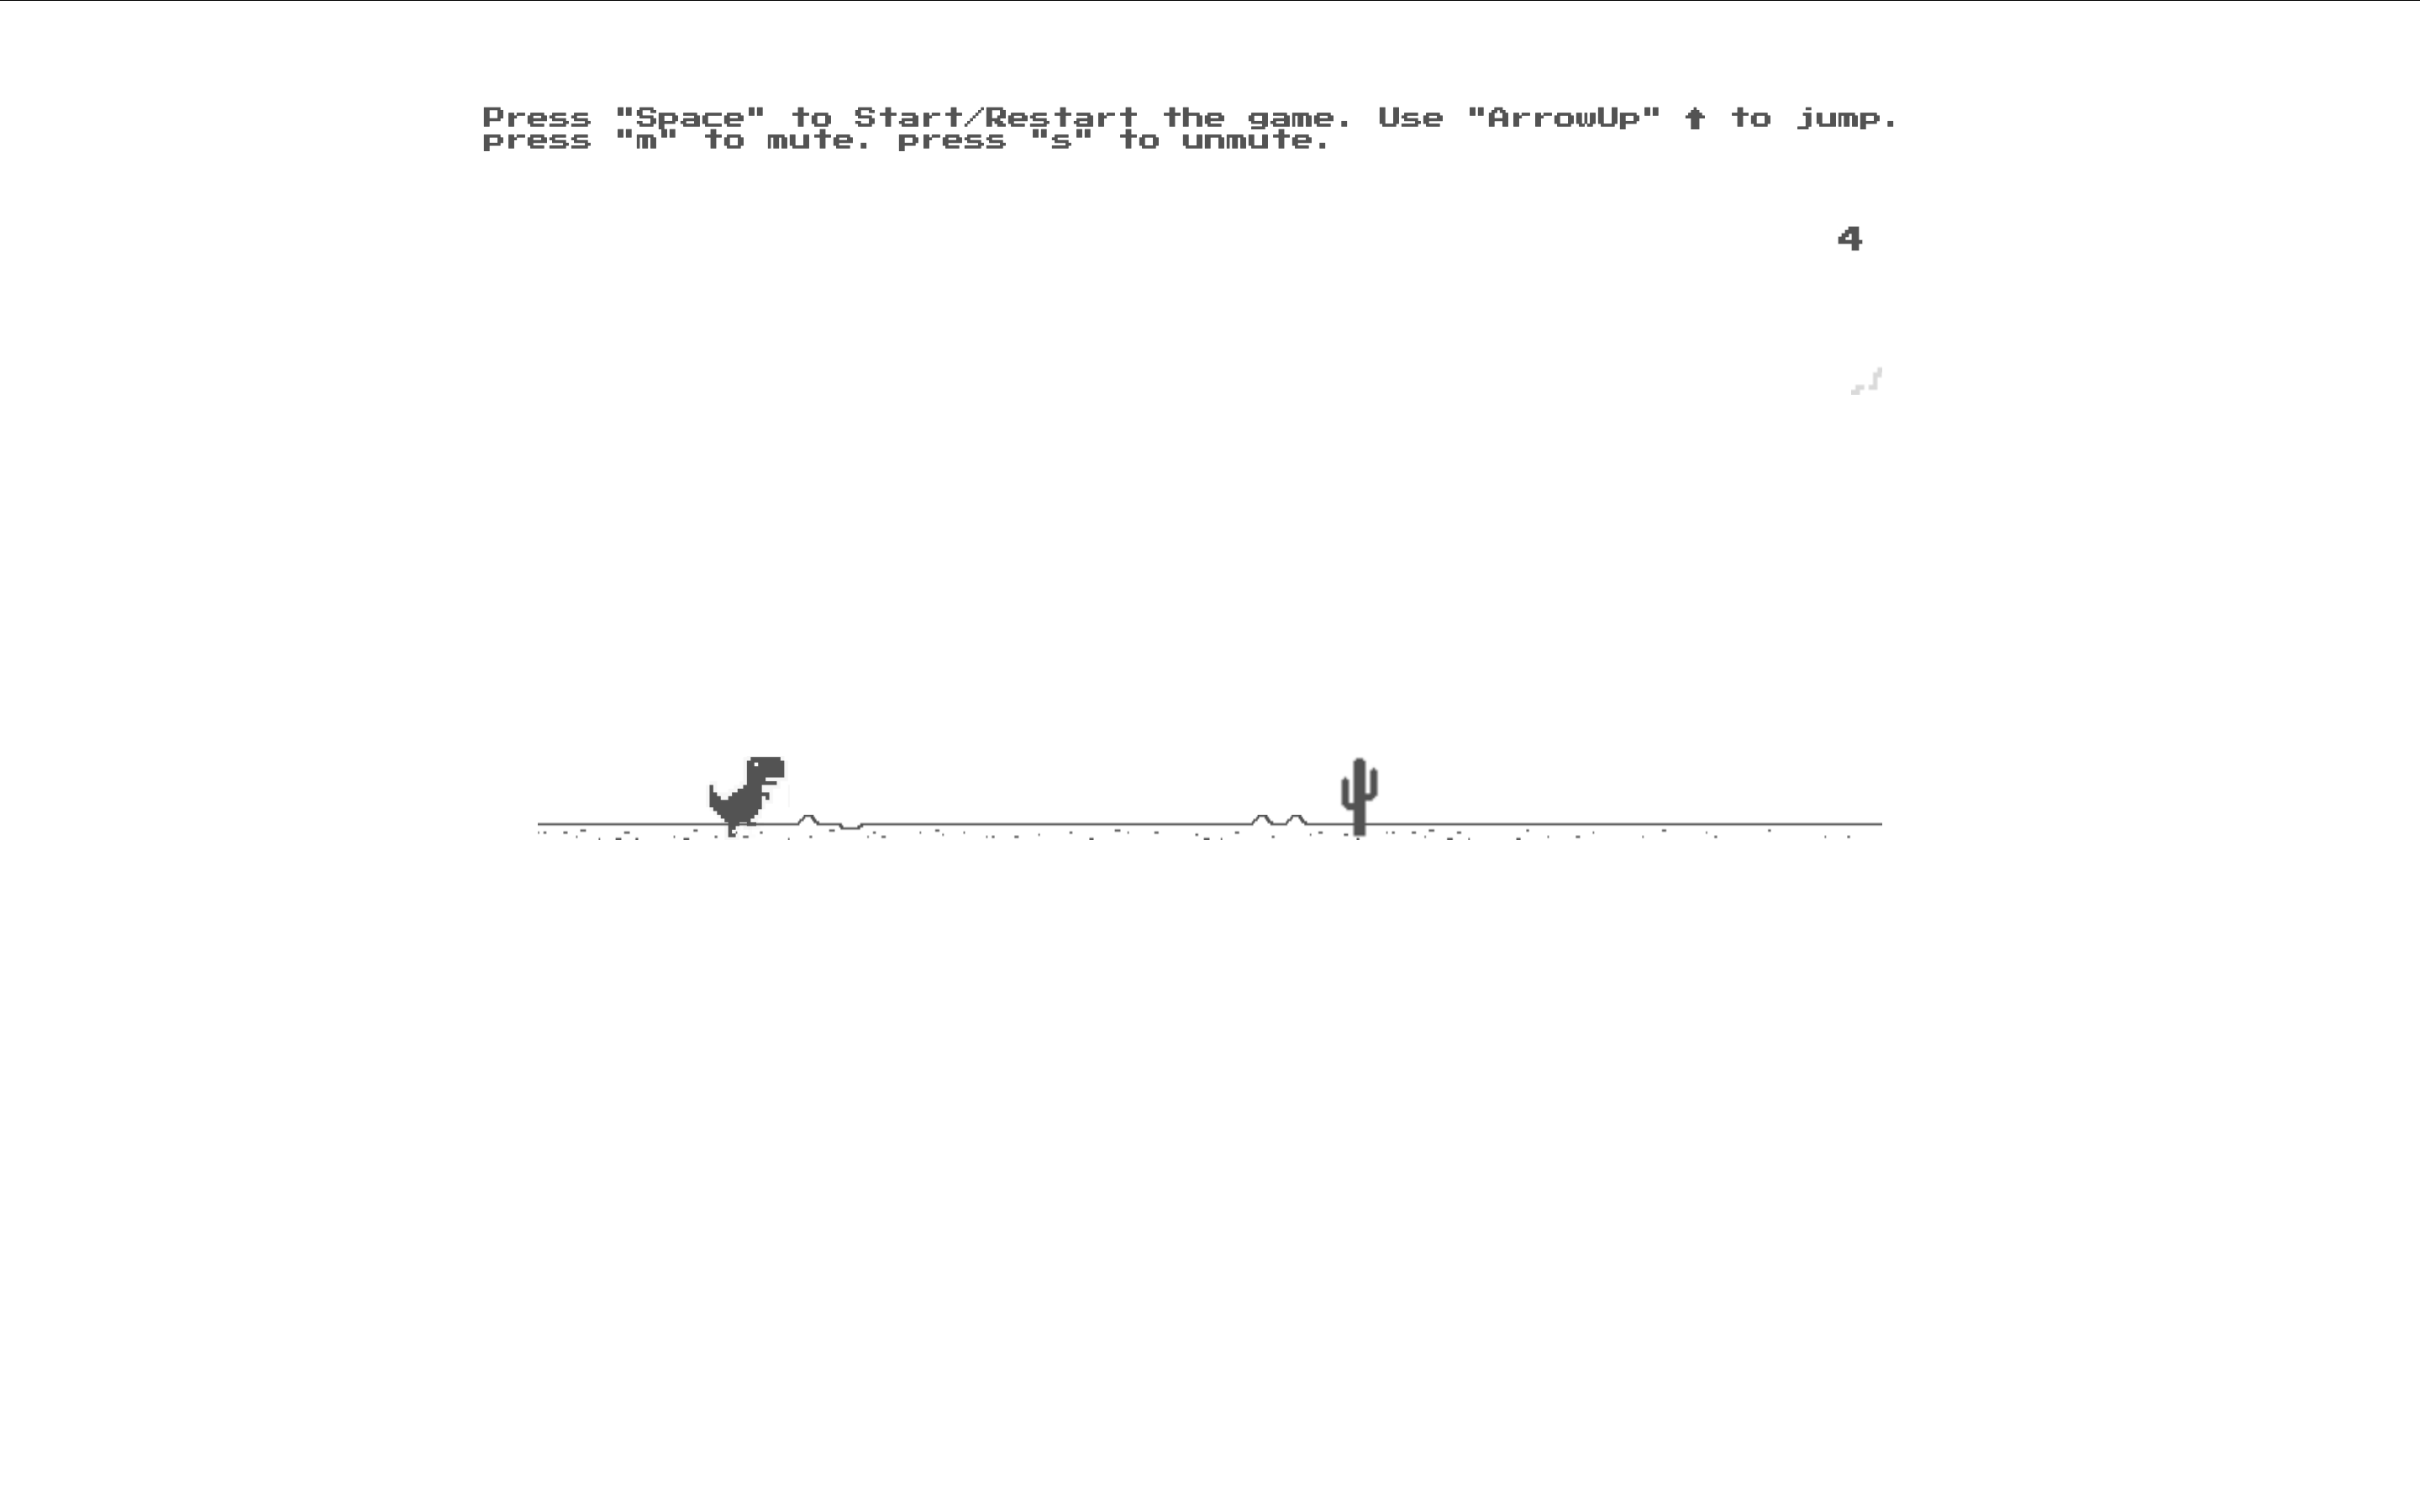 Press "Space" to Start/Restart the game. Use "ArrowUp" ↑ to jump.
press "m" to mute. press "s" to unmute.
4